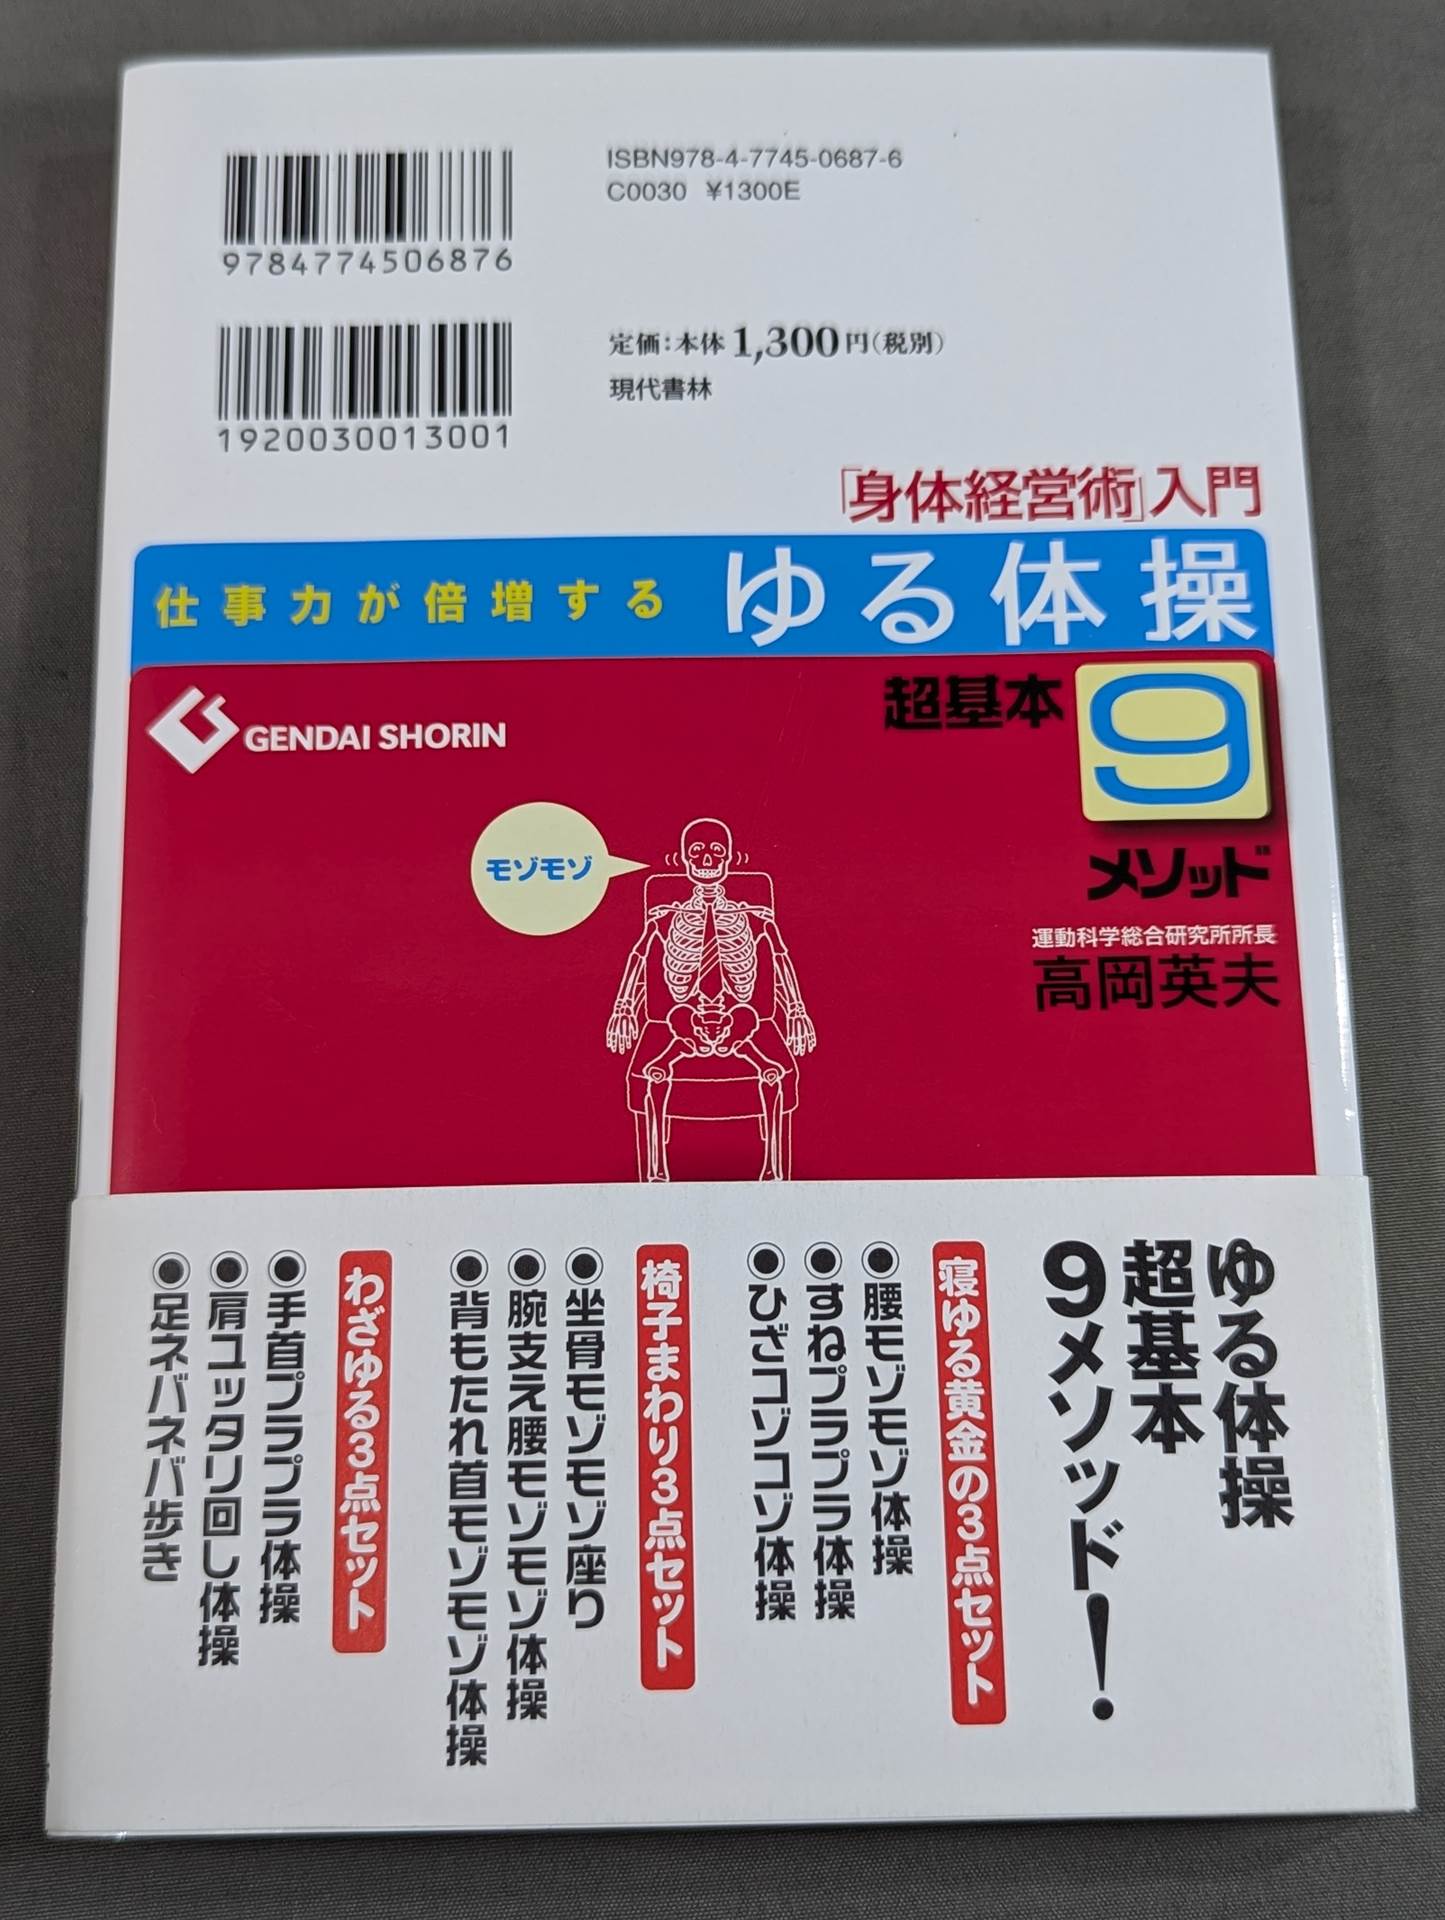 ISBN978-4-7745-0687-6
C0030 ¥1300E
9784774506876
定価:本体1,300円(税別)
現代書林
1920030013001
「身体経営術」入門
仕事力が倍増する ゆる体操
超基本9
メソッド
GENDAI SHORIN
モゾモゾ
運動科学総合研究所所長
高岡英夫
ゆる体操
超基本
9メソッド!
寝ゆる黄金の3点セット
●腰モゾモゾ体操
●すねプラプラ体操
●ひざコゾコゾ体操
椅子まわり3点セット
●坐骨モゾモゾ座り
●腕支え腰モゾモゾ体操
●背もたれ首モゾモゾ体操
わざゆる3点セット
●手首プラプラ体操
●肩ユッタリ回し体操
●足ネバネバ歩き